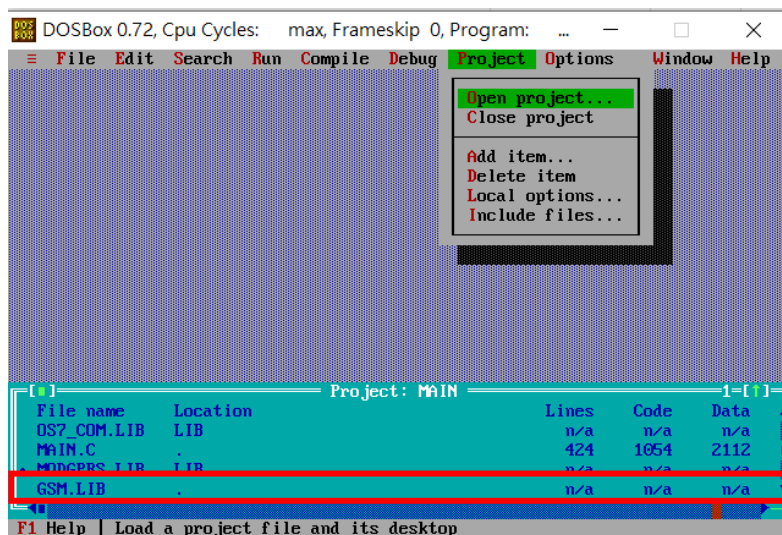 DOSBox 0.72, Cpu Cycles: max, Frameskip 0, Program: ...
≡ File Edit Search Run Compile Debug Project Options Window Help
Open project...
Close project
Add item...
Delete item
Local options...
Include files...
[■] Project: MAIN 1=[↑]
File name Location Lines Code Data
OS7_COM.LIB LIB n/a n/a n/a
MAIN.C . 424 1054 2112
MODGPRS.LIB LIB n/a n/a n/a
GSM.LIB . n/a n/a n/a
F1 Help | Load a project file and its desktop